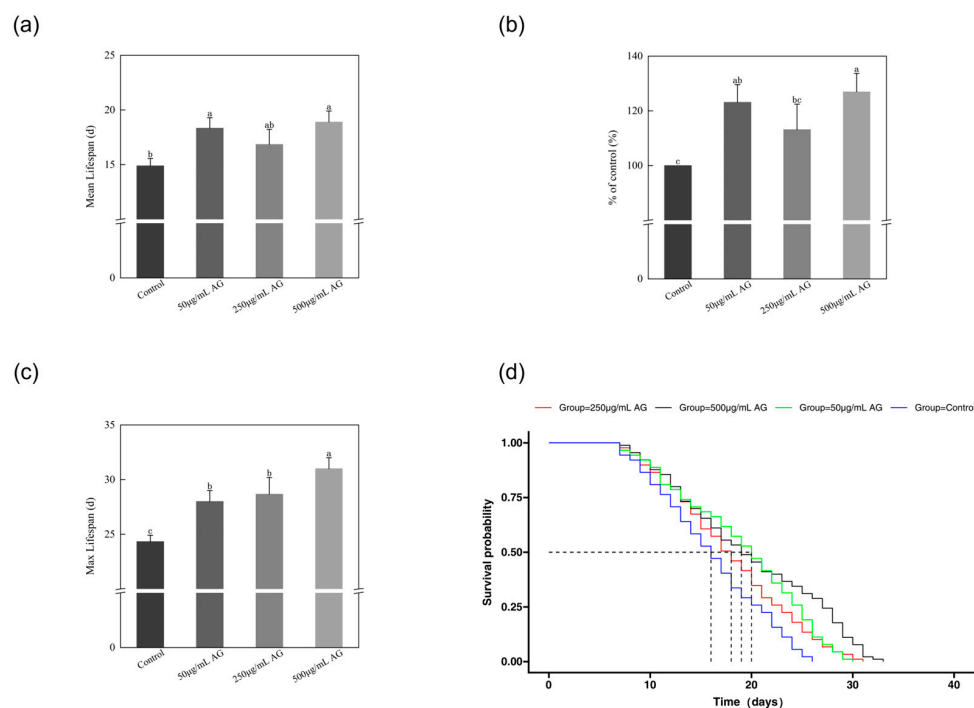 (a)
25
20
15
0
Mean Lifespan (d)
b
a
ab
a
Control
50μg/mL AG
250μg/mL AG
500μg/mL AG
(b)
140
120
100
0
% of control (%)
c
ab
bc
a
Control
50μg/mL AG
250μg/mL AG
500μg/mL AG
(c)
35
30
25
0
Max Lifespan (d)
c
b
b
a
Control
50μg/mL AG
250μg/mL AG
500μg/mL AG
(d)
Group=250μg/mL AG Group=500μg/mL AG Group=50μg/mL AG Group=Control
1.00
0.75
0.50
0.25
0.00
Survival probability
0 10 20 30 40
Time (days)